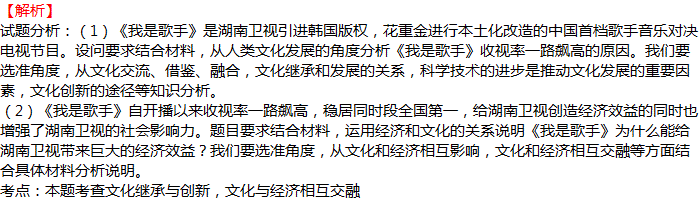 【解析】
试题分析：（1）《我是歌手》是湖南卫视引进韩国版权，花重金进行本土化改造的中国首档歌手音乐对决
电视节目。设问要求结合材料，从人类文化发展的角度分析《我是歌手》收视率一路飙高的原因。我们要
选准角度，从文化交流、借鉴、融合，文化继承和发展的关系，科学技术的进步是推动文化发展的重要因
素，文化创新的途径等知识分析。
（2）《我是歌手》自开播以来收视率一路飙高，稳居同时段全国第一，给湖南卫视创造经济效益的同时也
增强了湖南卫视的社会影响力。题目要求结合材料，运用经济和文化的关系说明《我是歌手》为什么能给
湖南卫视带来巨大的经济效益？我们要选准角度，从文化和经济相互影响，文化和经济相互交融等方面结
合具体材料分析说明。
考点：本题考查文化继承与创新，文化与经济相互交融